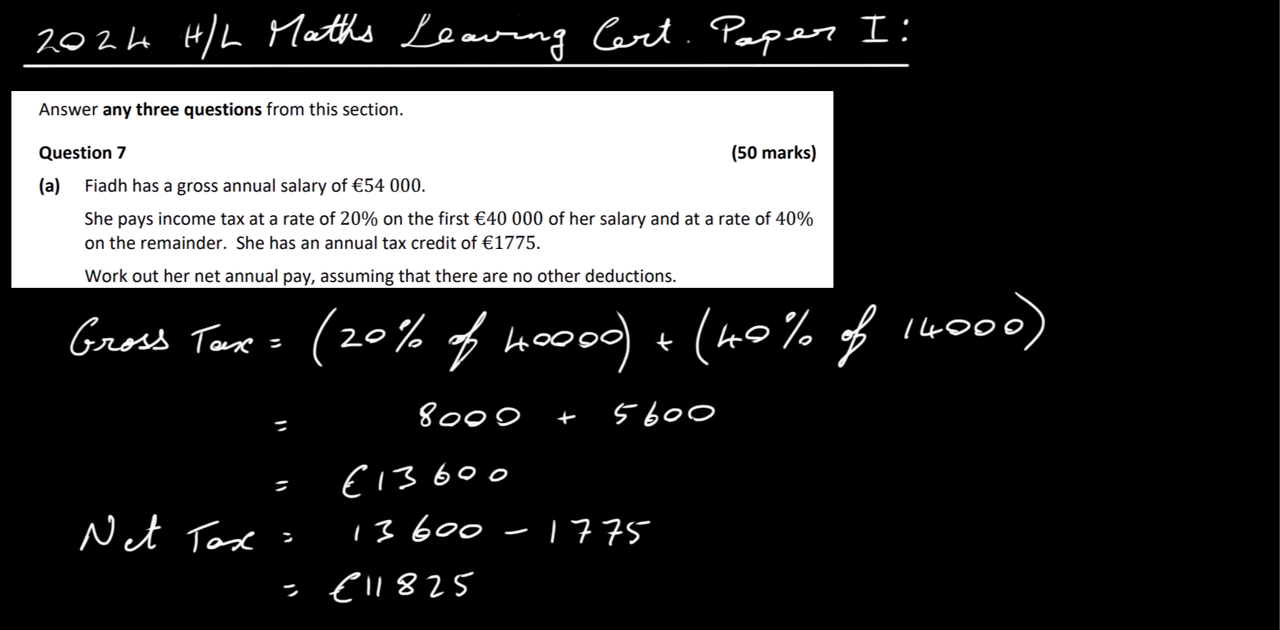 2024 H/L Maths Leaving Cert. Paper I:
Answer any three questions from this section.
Question 7 (50 marks)
(a) Fiadh has a gross annual salary of €54 000.
She pays income tax at a rate of 20% on the first €40 000 of her salary and at a rate of 40%
on the remainder. She has an annual tax credit of €1775.
Work out her net annual pay, assuming that there are no other deductions.
Gross Tax = (20% of 40000) + (40% of 14000)
= 8000 + 5600
= €13600
Net Tax = 13600 - 1775
= €11825